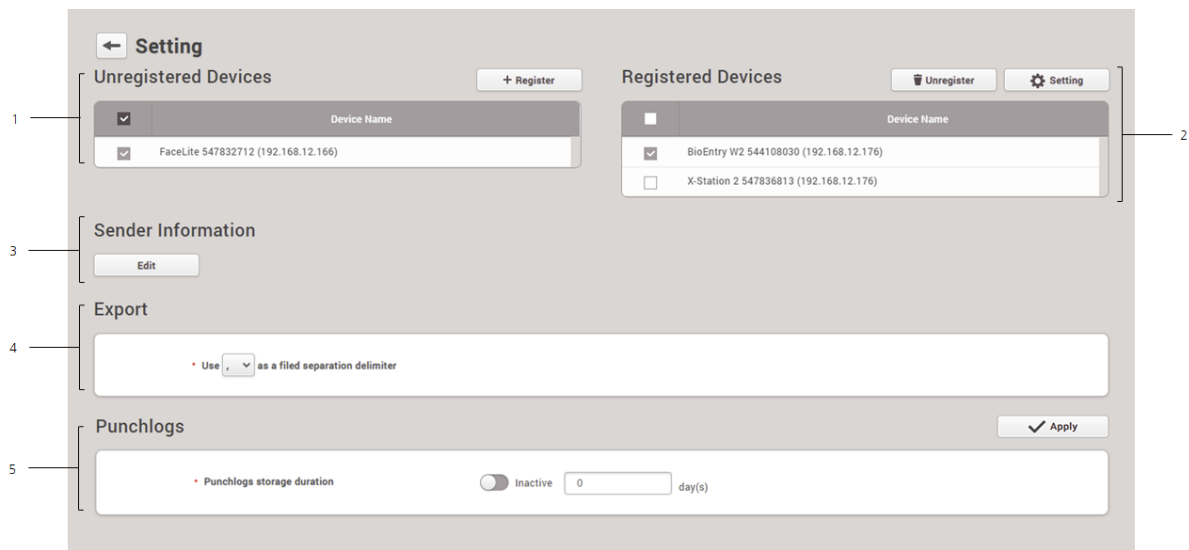 Setting
Unregistered Devices
+ Register
Device Name
FaceLite 547832712 (192.168.12.166)
1
Registered Devices
Unregister
Setting
Device Name
BioEntry W2 544108030 (192.168.12.176)
X-Station 2 547836813 (192.168.12.176)
2
Sender Information
Edit
3
Export
* Use , as a filed separation delimiter
4
Punchlogs
Apply
* Punchlogs storage duration Inactive 0 day(s)
5